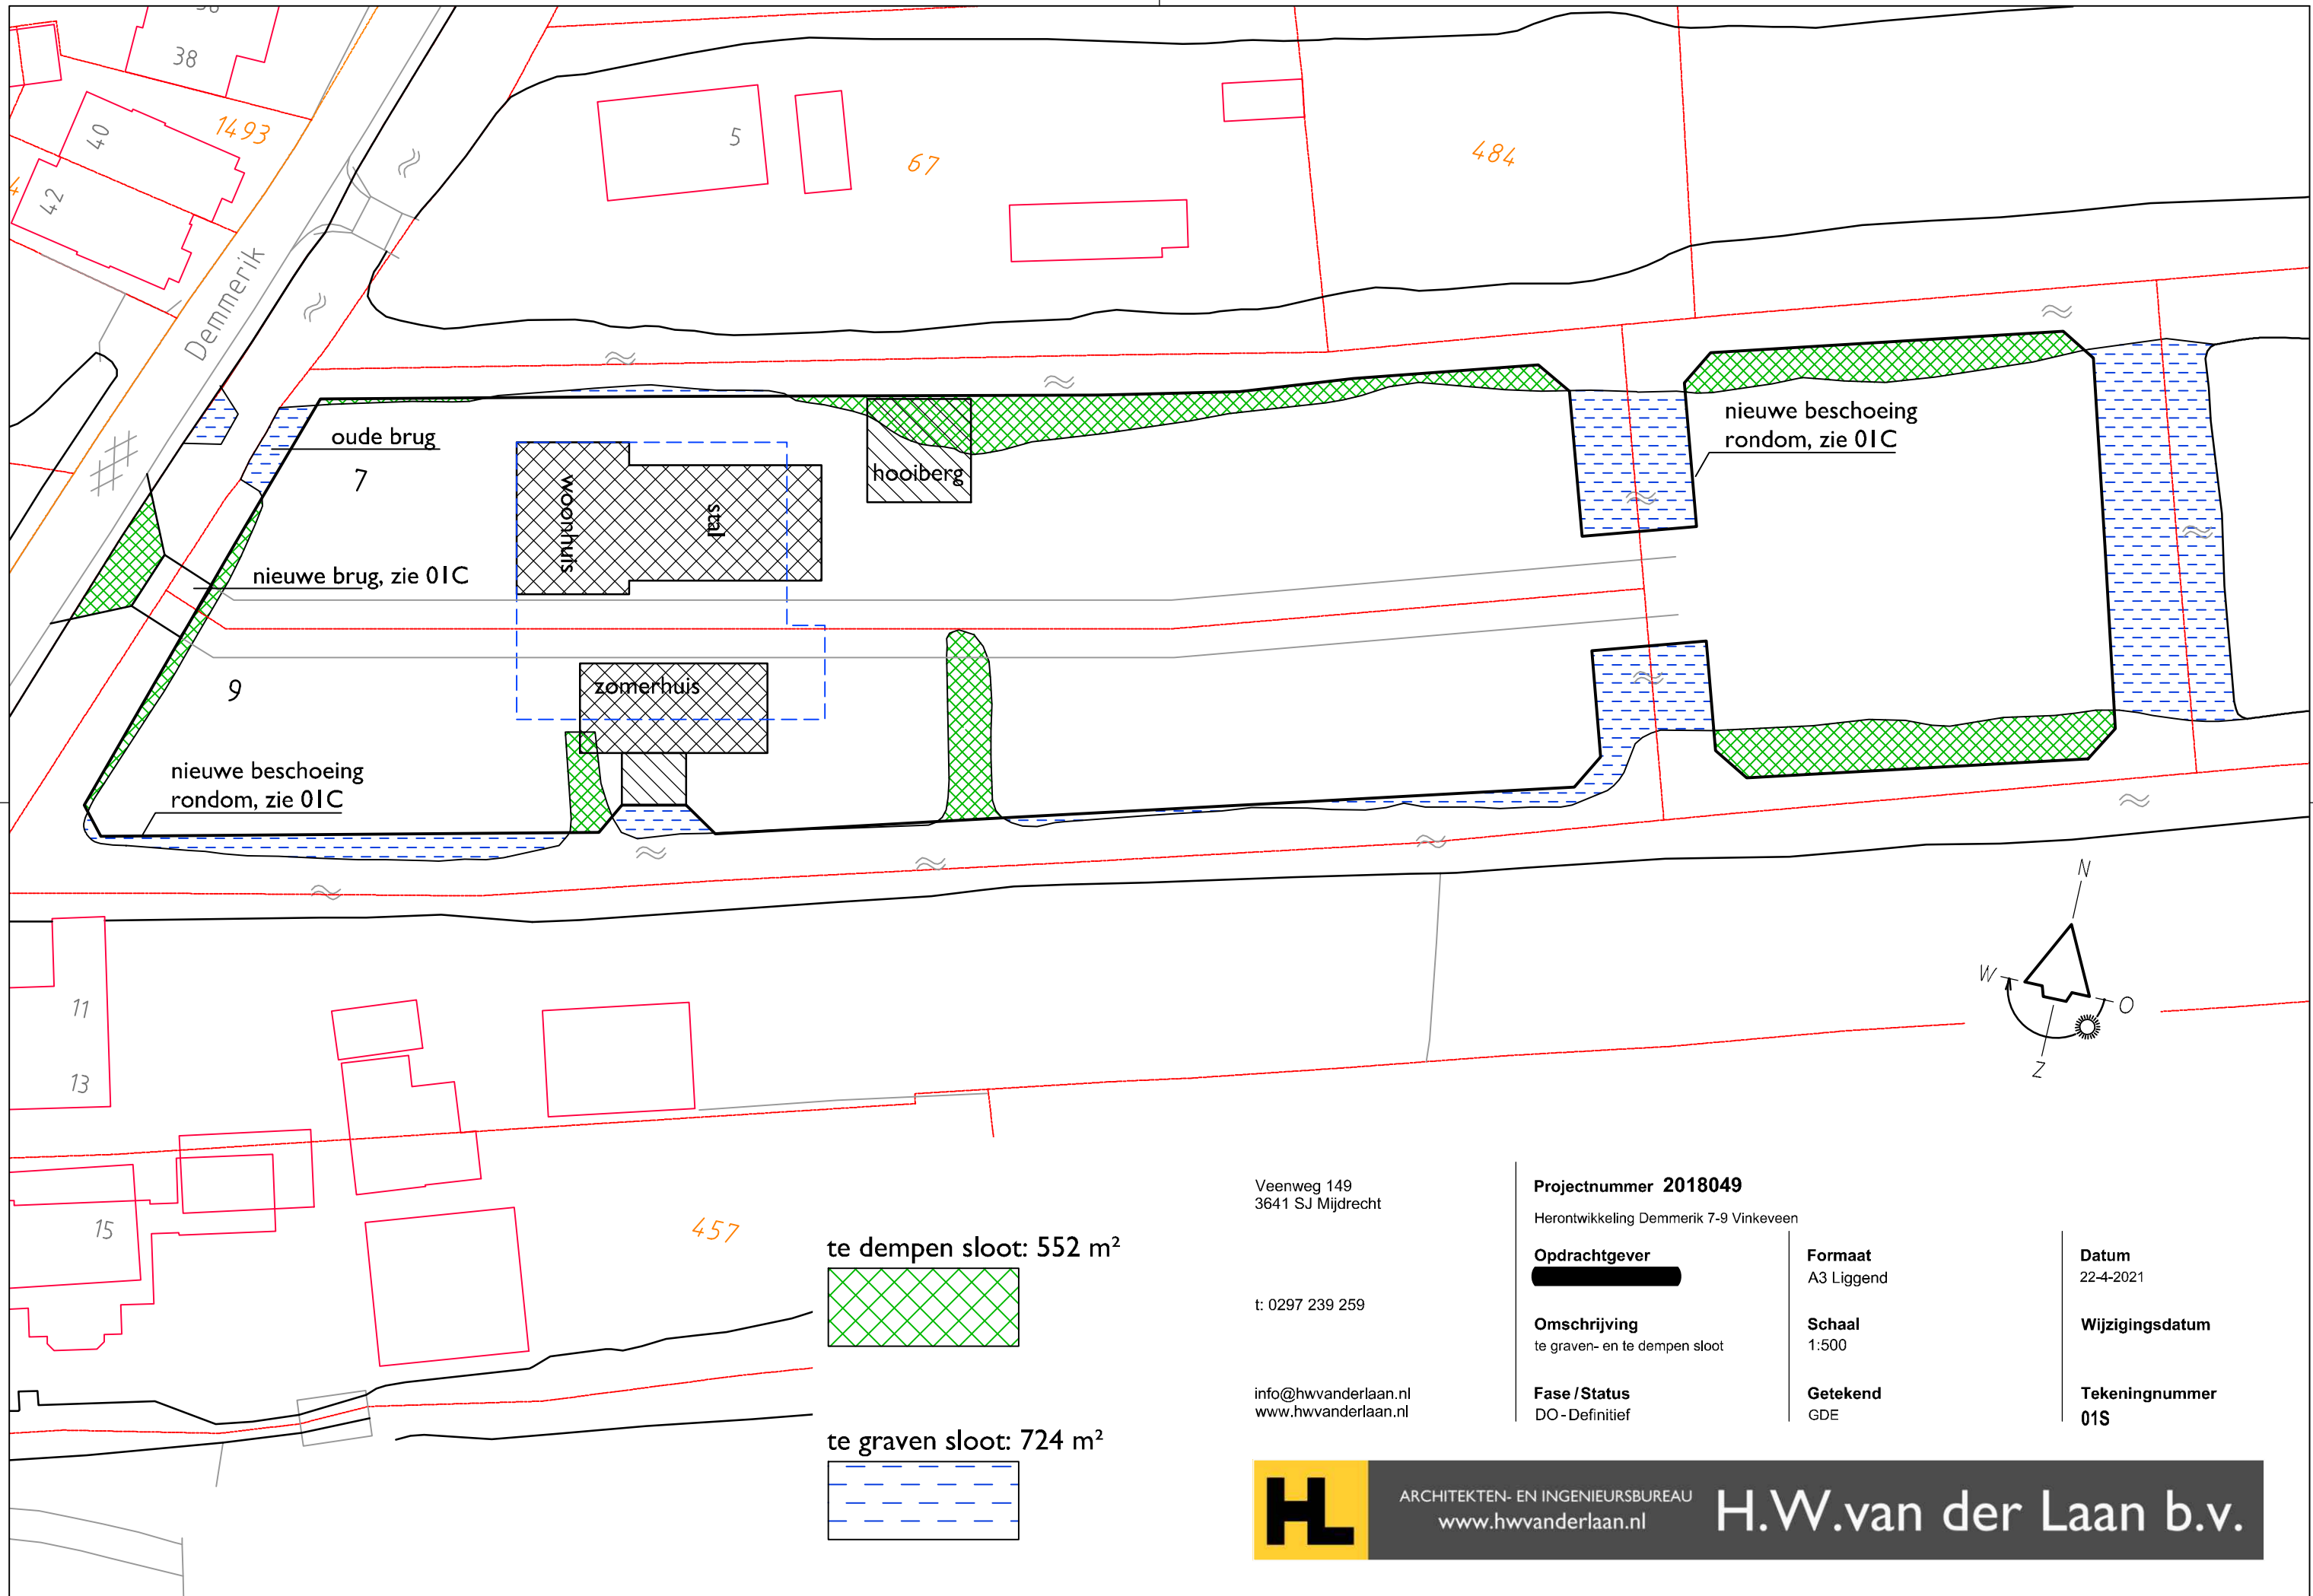 38
40
1493
42
4
Demmerik
5
67
484
oude brug
7
nieuwe brug, zie 01C
9
nieuwe beschoeing
rondom, zie 01C
woonhuis
stal
hooiberg
zomerhuis
nieuwe beschoeing
rondom, zie 01C
N
W
O
Z
11
13
15
457
te dempen sloot: 552 m²
te graven sloot: 724 m²
Veenweg 149
3641 SJ Mijdrecht
t: 0297 239 259
info@hwvanderlaan.nl
www.hwvanderlaan.nl
Projectnummer 2018049
Herontwikkeling Demmerik 7-9 Vinkeveen
Opdrachtgever
Formaat
A3 Liggend
Datum
22-4-2021
Omschrijving
te graven- en te dempen sloot
Schaal
1:500
Wijzigingsdatum
Fase / Status
DO - Definitief
Getekend
GDE
Tekeningnummer
01S
HL
ARCHITEKTEN- EN INGENIEURSBUREAU
www.hwvanderlaan.nl
H.W.van der Laan b.v.